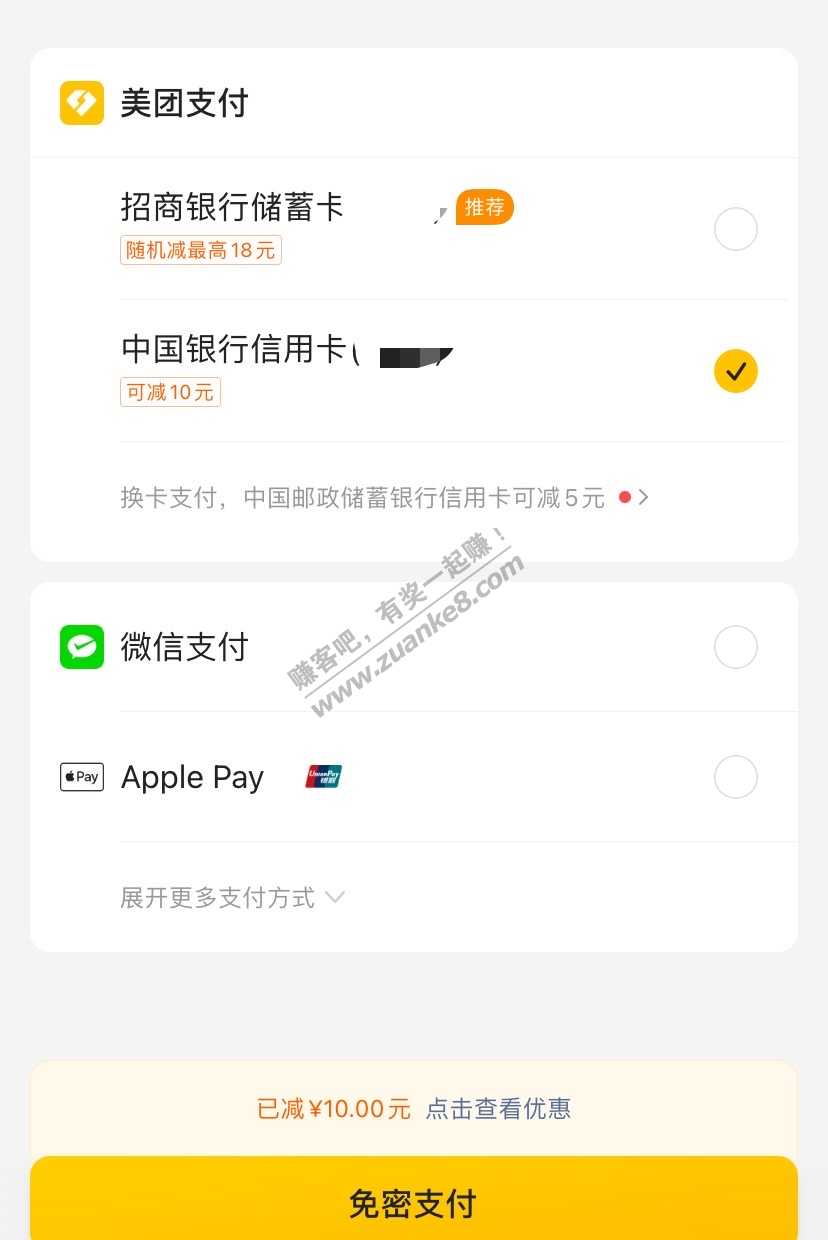 美团支付
招商银行储蓄卡 推荐
随机减最高18元
中国银行信用卡(
可减10元
换卡支付，中国邮政储蓄银行信用卡可减5元
赚客吧，有奖一起赚！
www.zuanke8.com
微信支付
Pay Apple Pay UnionPay 银联
展开更多支付方式
已减¥10.00元 点击查看优惠
免密支付